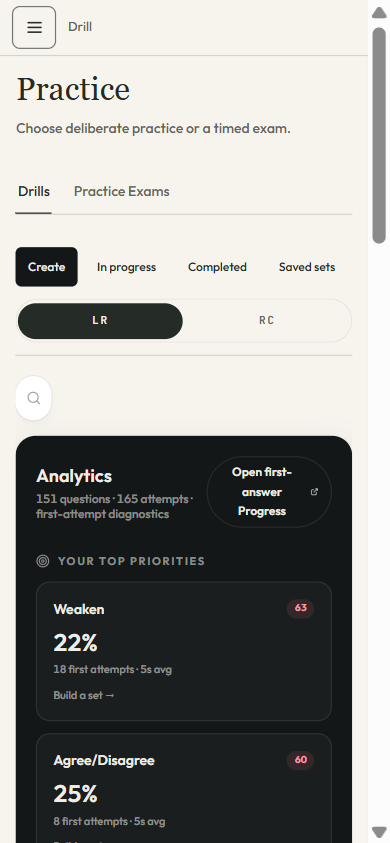 Drill
Practice
Choose deliberate practice or a timed exam.
Drills
Practice Exams
Create
In progress
Completed
Saved sets
LR
RC
Analytics
151 questions · 165 attempts ·
first-attempt diagnostics
Open first-
answer
Progress
YOUR TOP PRIORITIES
Weaken
63
22%
18 first attempts · 5s avg
Build a set →
Agree/Disagree
60
25%
8 first attempts · 5s avg